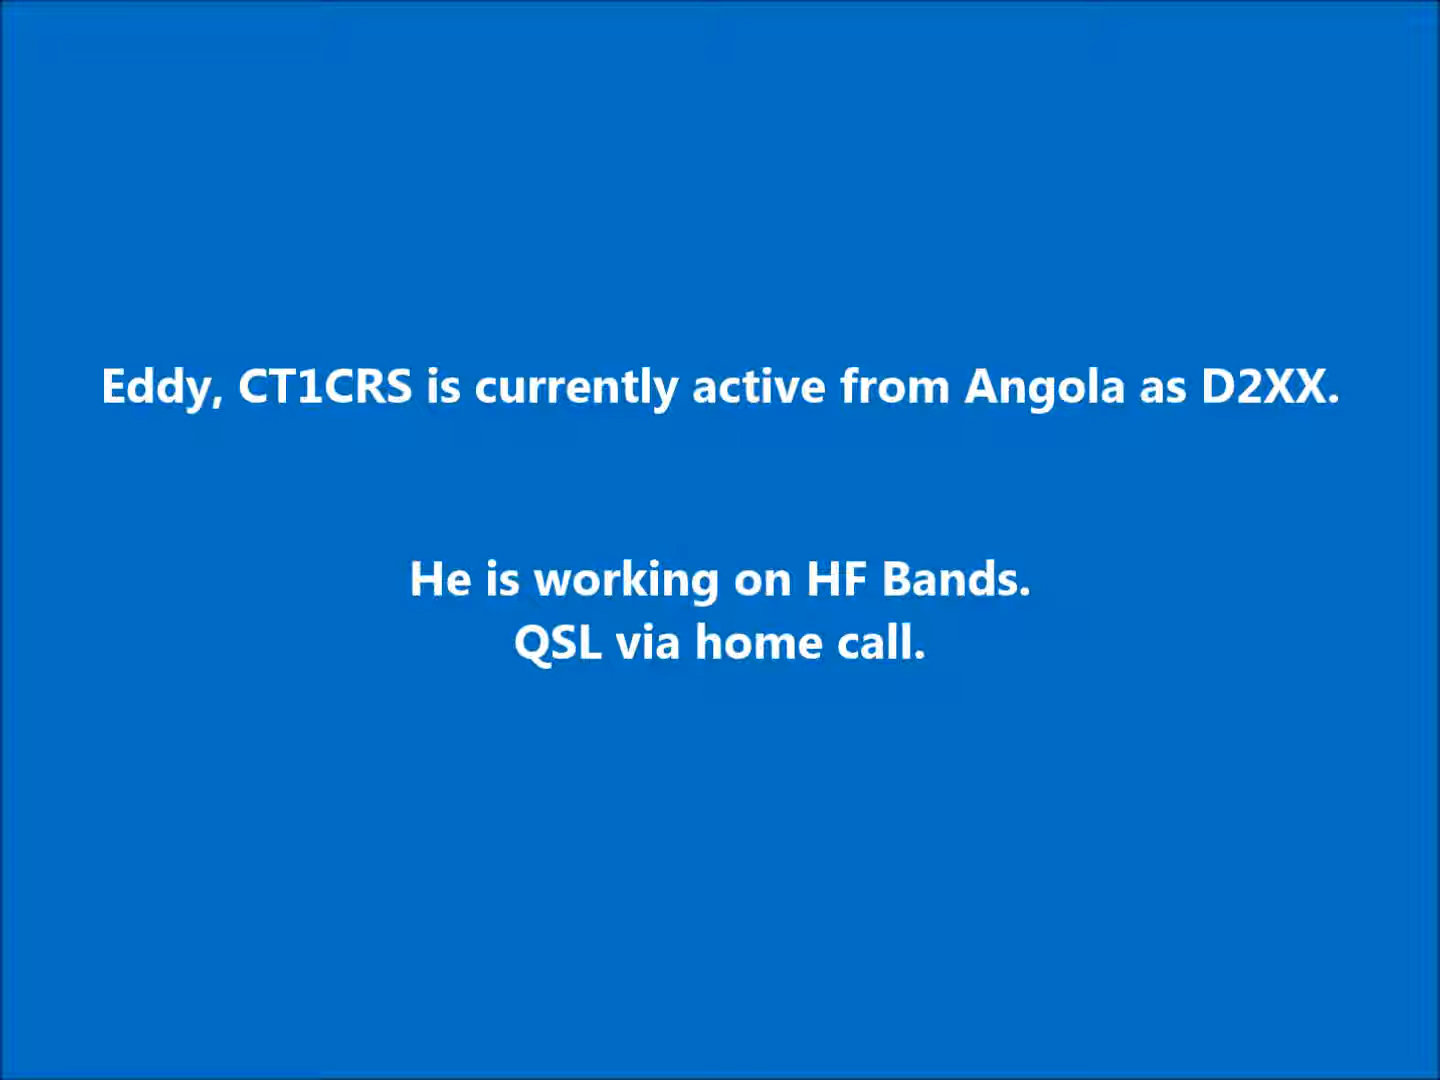 Eddy, CT1CRS is currently active from Angola as D2XX.
He is working on HF Bands.
QSL via home call.